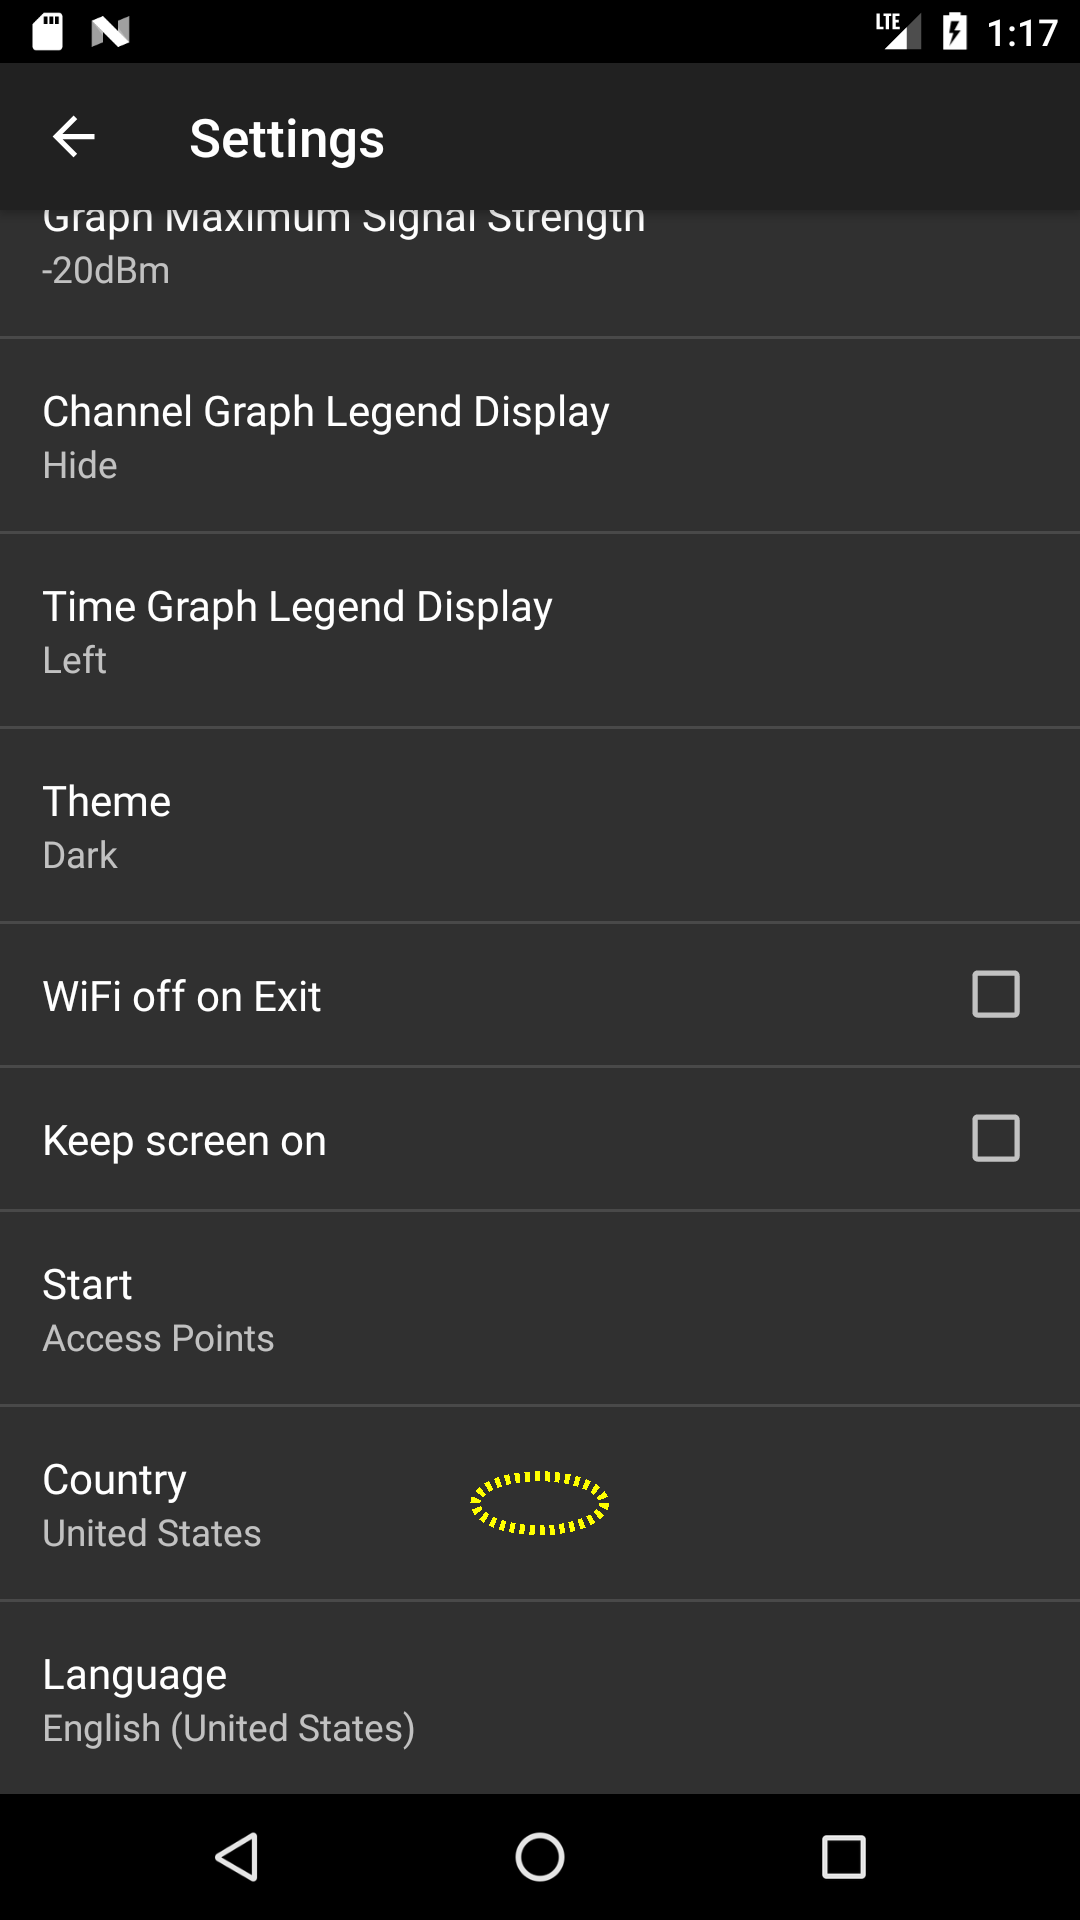 LTE 1:17
Settings
Graph Maximum Signal Strength
-20dBm
Channel Graph Legend Display
Hide
Time Graph Legend Display
Left
Theme
Dark
WiFi off on Exit
Keep screen on
Start
Access Points
Country
United States
Language
English (United States)